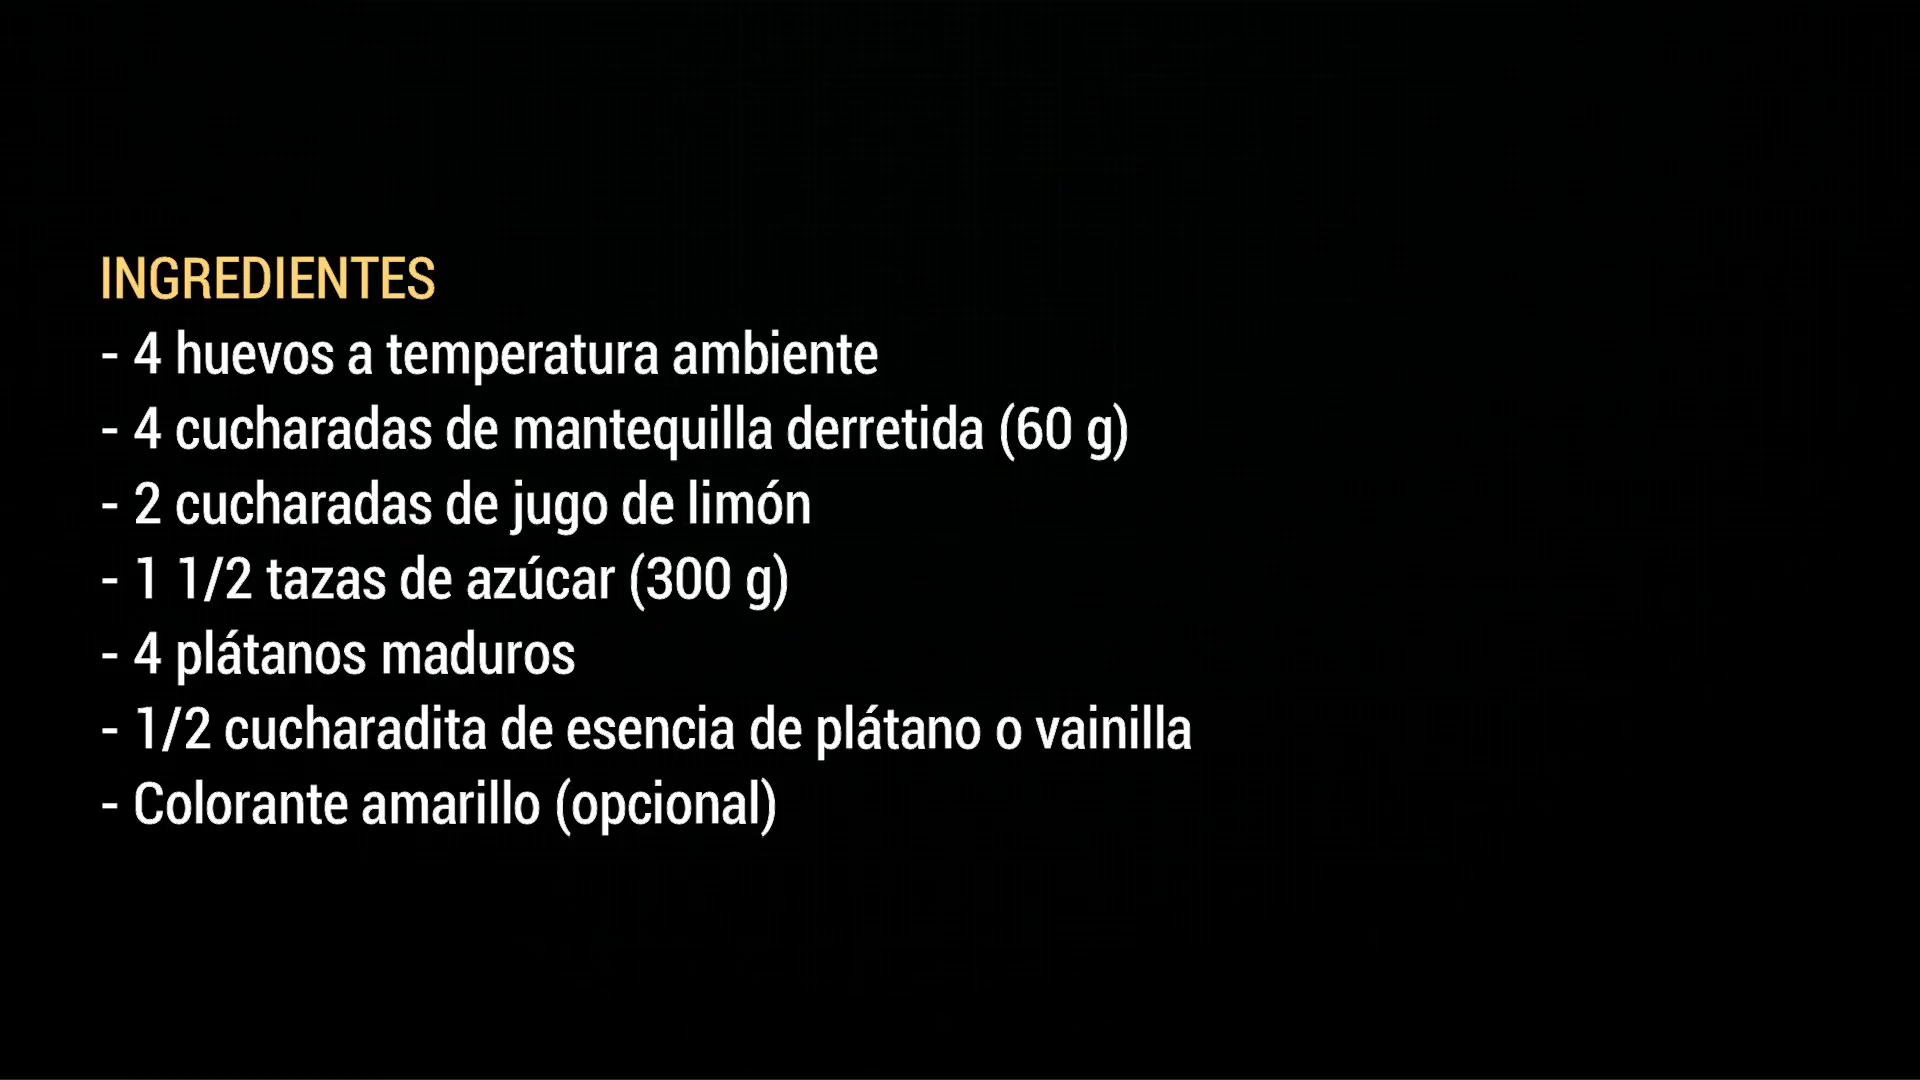 INGREDIENTES
- 4 huevos a temperatura ambiente
- 4 cucharadas de mantequilla derretida (60 g)
- 2 cucharadas de jugo de limón
- 1 1/2 tazas de azúcar (300 g)
- 4 plátanos maduros
- 1/2 cucharadita de esencia de plátano o vainilla
- Colorante amarillo (opcional)